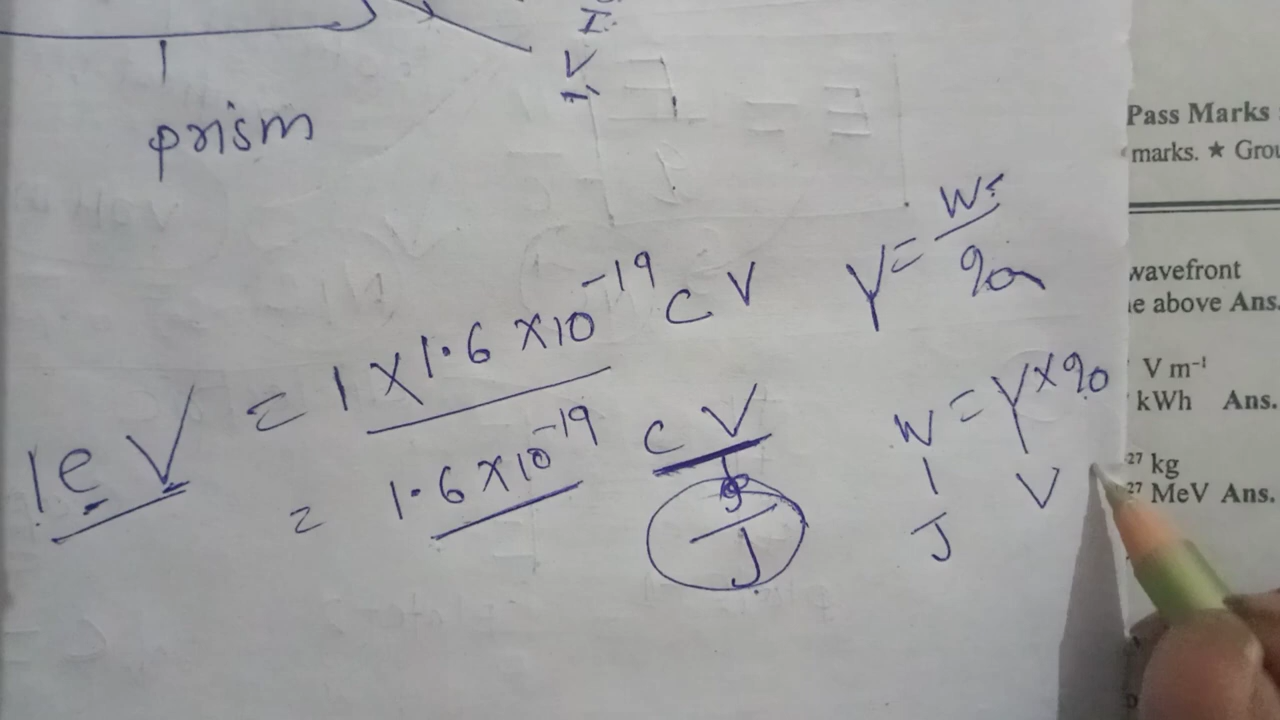 prism
1eV = 1 X 1.6 X10⁻¹⁹ C V
= 1.6 X10⁻¹⁹ C V
J
V = W / q₀
W = V X q₀
J V
Pass Marks
marks. ★ Grou
wavefront
e above Ans.
V m⁻¹
kWh Ans.
27 kg
27 MeV Ans.